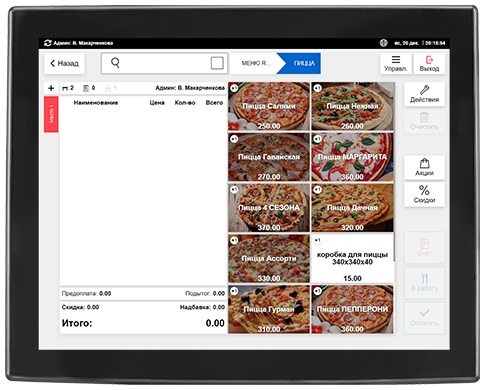 Админ: В. Макарченкова
вс, 20 дек. | 20:15:54
Назад
МЕНЮ R...
ПИЦЦА
Управл.
Выход
2
0
1
Админ: В. Макарченкова
Место 1
Наименование Цена Кол-во Всего
Пицца Салями
250.00
Пицца Нежная
260.00
Пицца Гавайская
270.00
Пицца МАРГАРИТА
360.00
Пицца 4 СЕЗОНА
370.00
Пицца Дачная
320.00
Пицца Ассорти
330.00
+1
коробка для пиццы
340х340х40
15.00
Пицца Гурман
310.00
Пицца ПЕППЕРОНИ
360.00
Действия
Очистить
Акции
Скидки
Счёт
В работу
Оплатить
Предоплата: 0.00 Подытог: 0.00
Скидка: 0.00 Надбавка: 0.00
Итого: 0.00